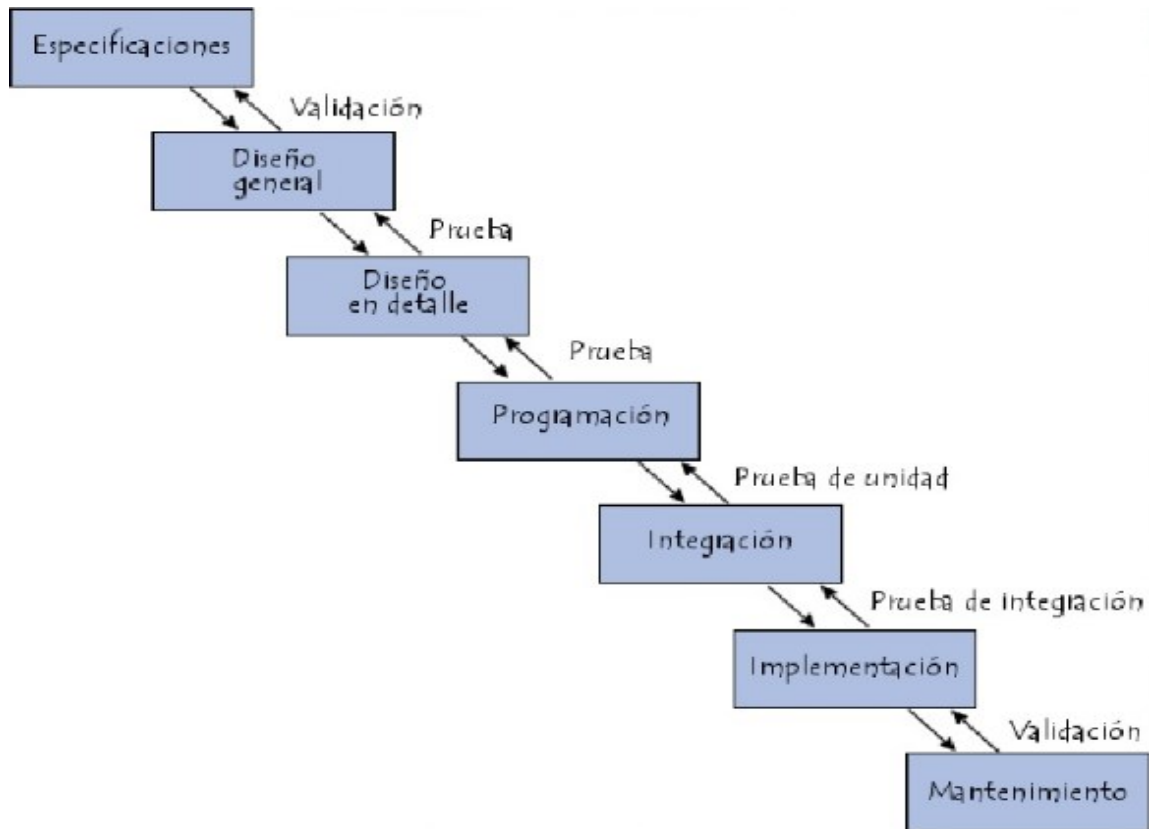 Especificaciones
Validación
Diseño
general
Prueba
Diseño
en detalle
Prueba
Programación
Prueba de unidad
Integración
Prueba de integración
Implementación
Validación
Mantenimiento